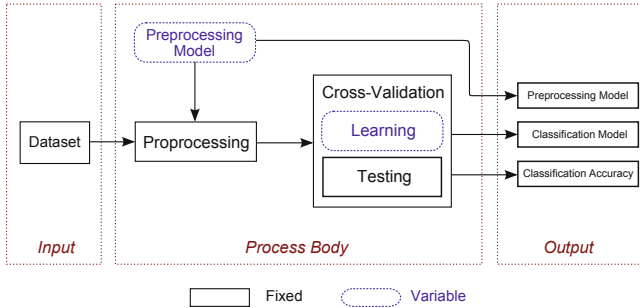 Preprocessing
Model
Cross-Validation
Preprocessing Model
Dataset
Proprocessing
Learning
Classification Model
Testing
Classification Accuracy
Input
Process Body
Output
Fixed
Variable